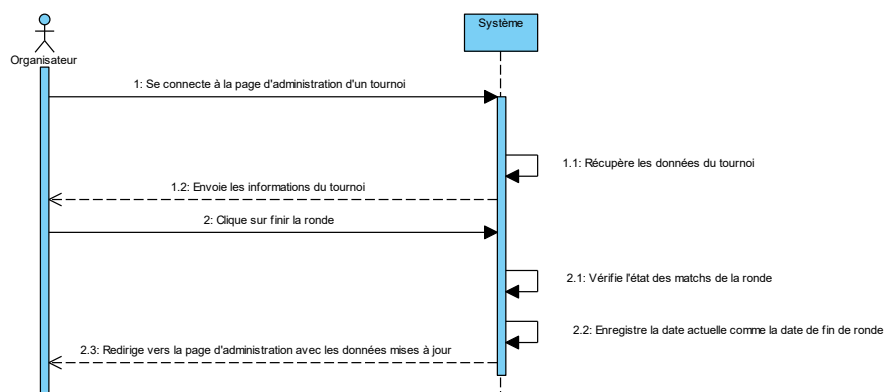 Système
Organisateur
1: Se connecte à la page d'administration d'un tournoi
1.1: Récupère les données du tournoi
1.2: Envoie les informations du tournoi
2: Clique sur finir la ronde
2.1: Vérifie l'état des matchs de la ronde
2.2: Enregistre la date actuelle comme la date de fin de ronde
2.3: Redirige vers la page d'administration avec les données mises à jour